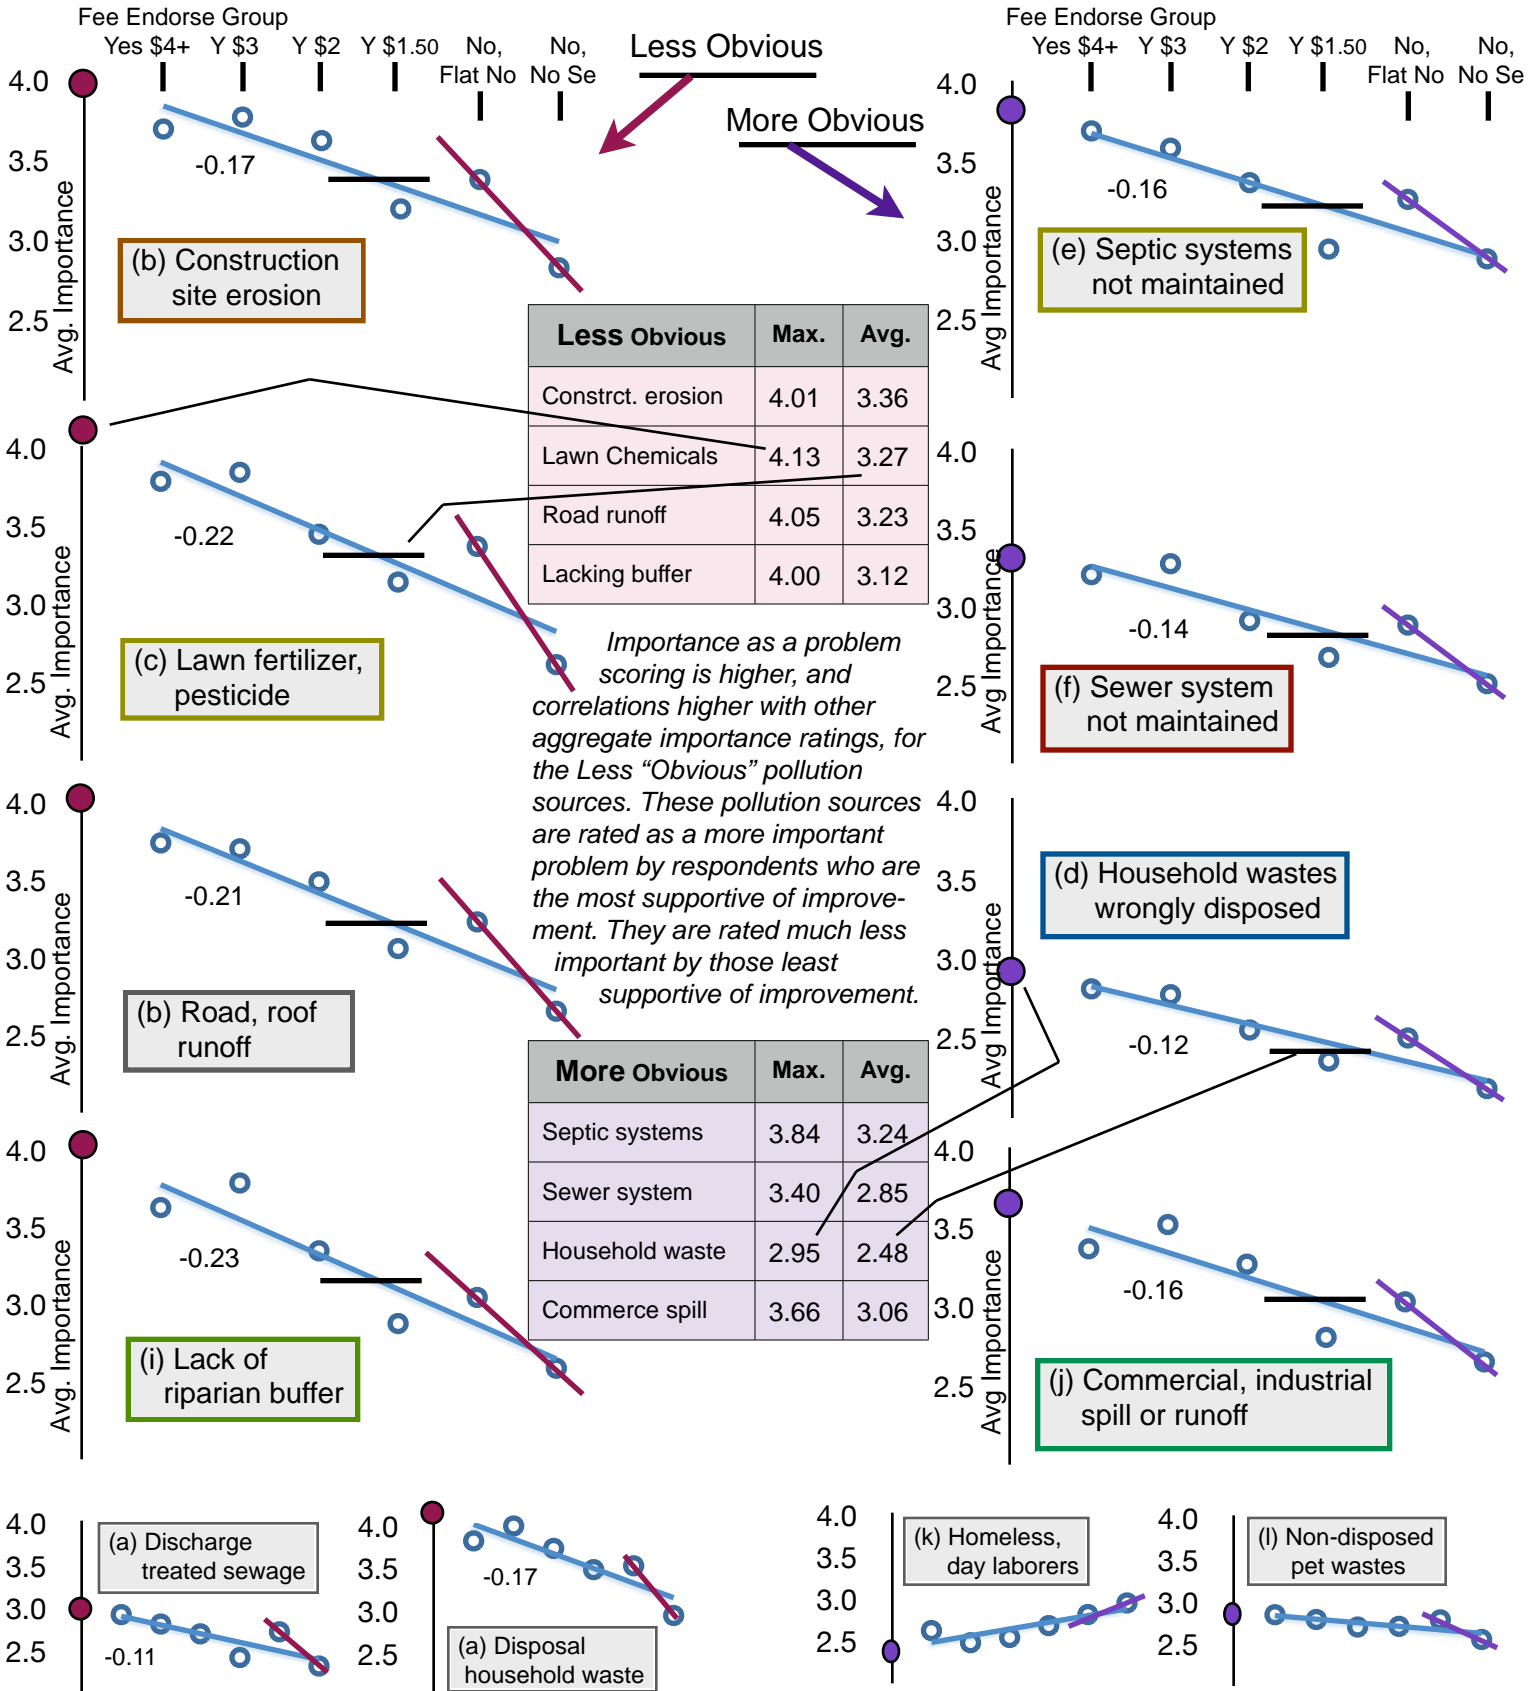 Fee Endorse Group
Yes $4+ Y $3 Y $2 Y $1.50 No, Flat No No, No Se
Less Obvious
More Obvious
Fee Endorse Group
Yes $4+ Y $3 Y $2 Y $1.50 No, Flat No No, No Se
4.0
3.5
3.0
2.5
Avg. Importance
-0.17
(b) Construction
site erosion
4.0
3.5
3.0
2.5
Avg Importance
-0.16
(e) Septic systems
not maintained
Less Obvious Max. Avg.
Constrct. erosion 4.01 3.36
Lawn Chemicals 4.13 3.27
Road runoff 4.05 3.23
Lacking buffer 4.00 3.12
4.0
3.5
3.0
2.5
Avg. Importance
-0.22
(c) Lawn fertilizer,
pesticide
4.0
3.5
3.0
2.5
Avg Importance
-0.14
(f) Sewer system
not maintained
Importance as a problem
scoring is higher, and
correlations higher with other
aggregate importance ratings, for
the Less “Obvious” pollution
sources. These pollution sources
are rated as a more important
problem by respondents who are
the most supportive of improve-
ment. They are rated much less
important by those least
supportive of improvement.
4.0
3.5
3.0
2.5
Avg. Importance
-0.21
(b) Road, roof
runoff
4.0
3.5
3.0
2.5
Avg Importance
(d) Household wastes
wrongly disposed
-0.12
More Obvious Max. Avg.
Septic systems 3.84 3.24
Sewer system 3.40 2.85
Household waste 2.95 2.48
Commerce spill 3.66 3.06
4.0
3.5
3.0
2.5
Avg. Importance
-0.23
(i) Lack of
riparian buffer
4.0
3.5
3.0
2.5
Avg Importance
-0.16
(j) Commercial, industrial
spill or runoff
4.0
3.5
3.0
2.5
(a) Discharge
treated sewage
-0.11
4.0
3.5
3.0
2.5
-0.17
(a) Disposal
household waste
4.0
3.5
3.0
2.5
(k) Homeless,
day laborers
4.0
3.5
3.0
2.5
(l) Non-disposed
pet wastes